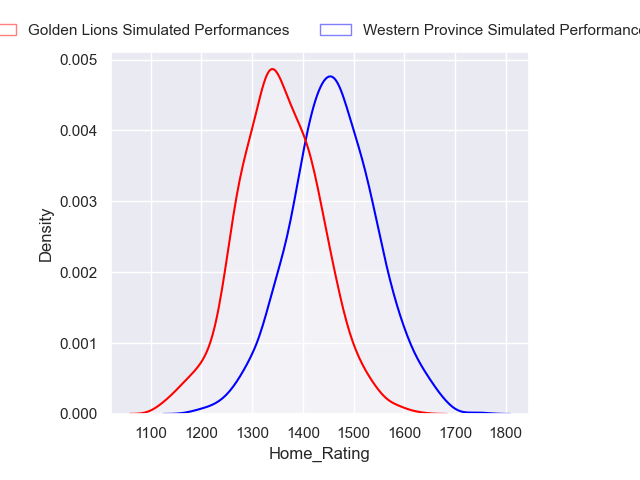 Golden Lions Simulated Performances Western Province Simulated Performance
0.005
0.004
0.003
0.002
0.001
0.000
Density
1100 1200 1300 1400 1500 1600 1700 1800
Home_Rating